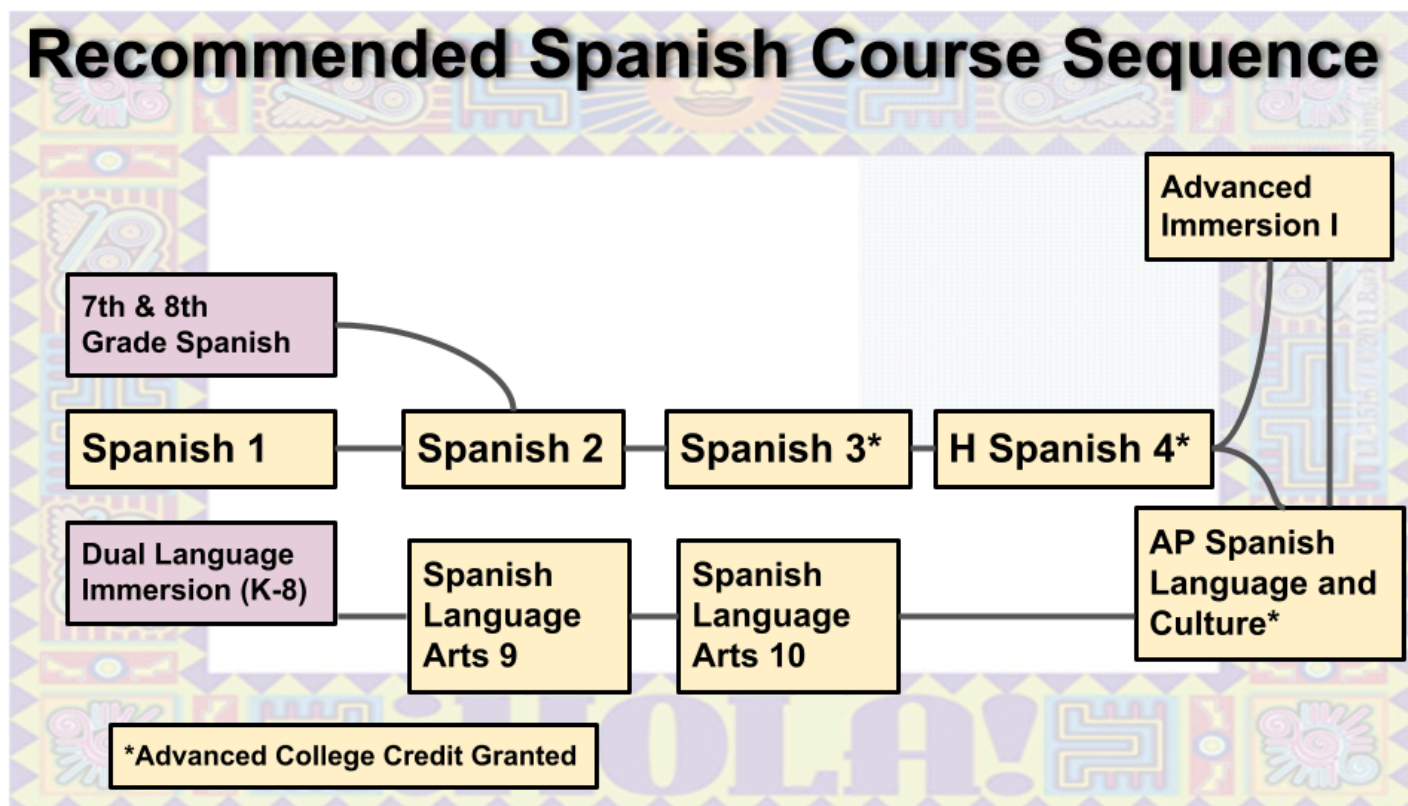 Recommended Spanish Course Sequence
Advanced
Immersion I
7th & 8th
Grade Spanish
Spanish 1
Spanish 2
Spanish 3*
H Spanish 4*
Dual Language
Immersion (K-8)
Spanish
Language
Arts 9
Spanish
Language
Arts 10
AP Spanish
Language and
Culture*
*Advanced College Credit Granted
¡HOLA!